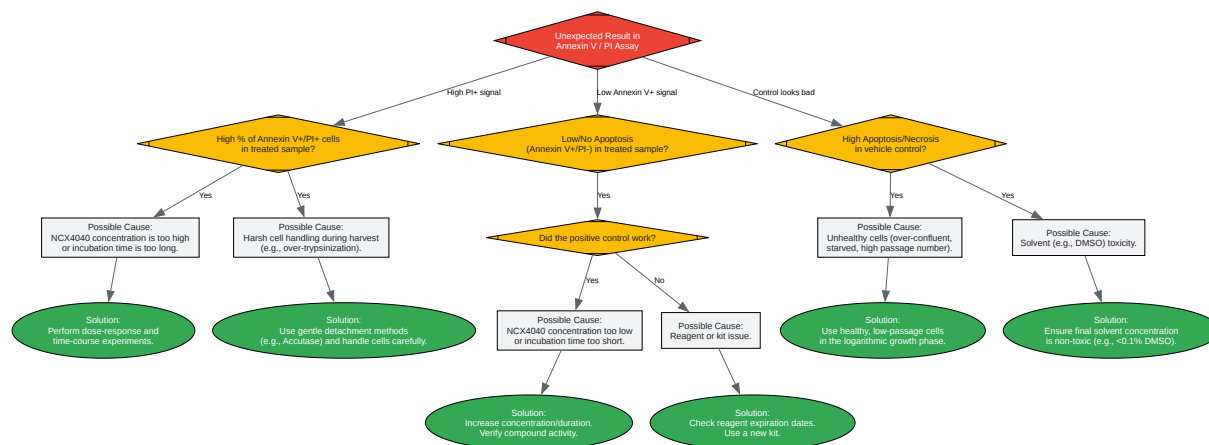 Unexpected Result in
Annexin V / PI Assay
High PI+ signal
Low Annexin V+ signal
Control looks bad
High % of Annexin V+/PI+ cells
in treated sample?
Low/No Apoptosis
(Annexin V+/PI-) in treated sample?
High Apoptosis/Necrosis
in vehicle control?
Yes
Yes
Yes
Yes
Yes
Possible Cause:
NCX4040 concentration is too high
or incubation time is too long.
Possible Cause:
Harsh cell handling during harvest
(e.g., over-trypsinization).
Did the positive control work?
Possible Cause:
Unhealthy cells (over-confluent,
starved, high passage number).
Possible Cause:
Solvent (e.g., DMSO) toxicity.
Yes
No
Solution:
Perform dose-response and
time-course experiments.
Solution:
Use gentle detachment methods
(e.g., Accutase) and handle cells carefully.
Possible Cause:
NCX4040 concentration too low
or incubation time too short.
Possible Cause:
Reagent or kit issue.
Solution:
Use healthy, low-passage cells
in the logarithmic growth phase.
Solution:
Ensure final solvent concentration
is non-toxic (e.g., <0.1% DMSO).
Solution:
Increase concentration/duration.
Verify compound activity.
Solution:
Check reagent expiration dates.
Use a new kit.